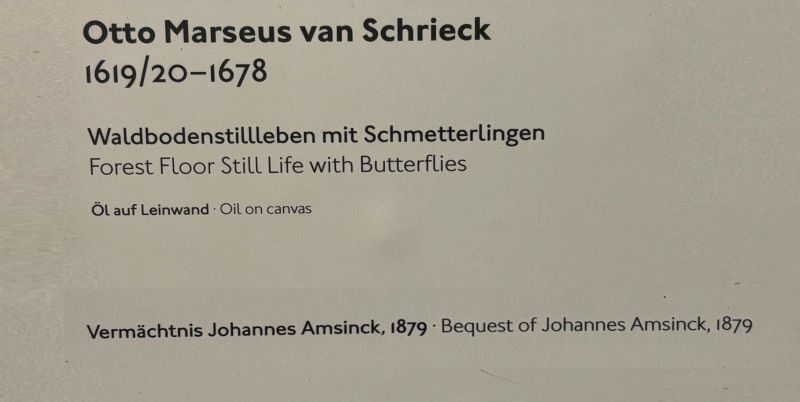 Otto Marseus van Schrieck
1619/20–1678
Waldbodenstillleben mit Schmetterlingen
Forest Floor Still Life with Butterflies
Öl auf Leinwand · Oil on canvas
Vermächtnis Johannes Amsinck, 1879 · Bequest of Johannes Amsinck, 1879